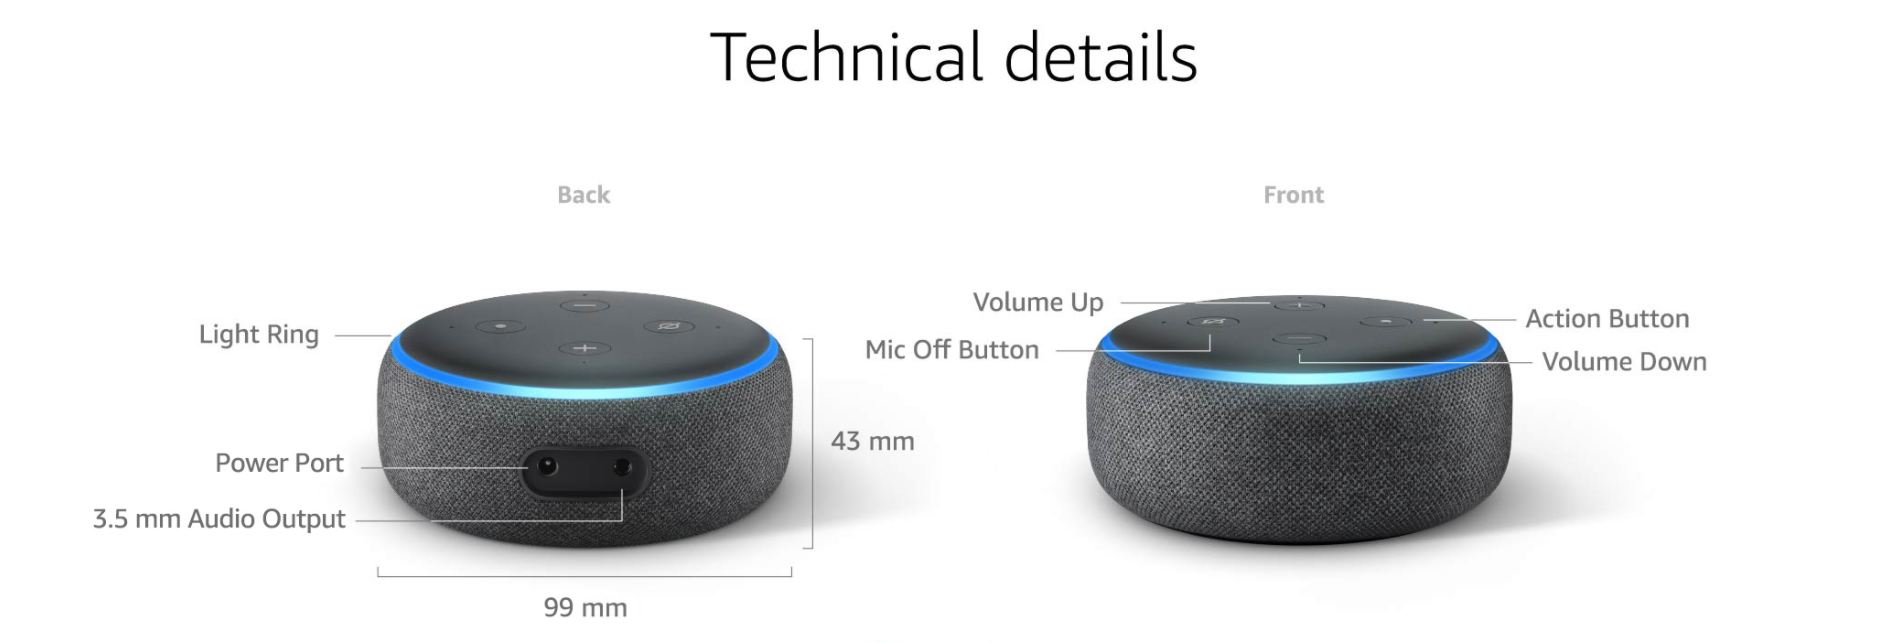 Technical details
Back
Front
Light Ring
Power Port
3.5 mm Audio Output
43 mm
99 mm
Volume Up
Mic Off Button
Action Button
Volume Down